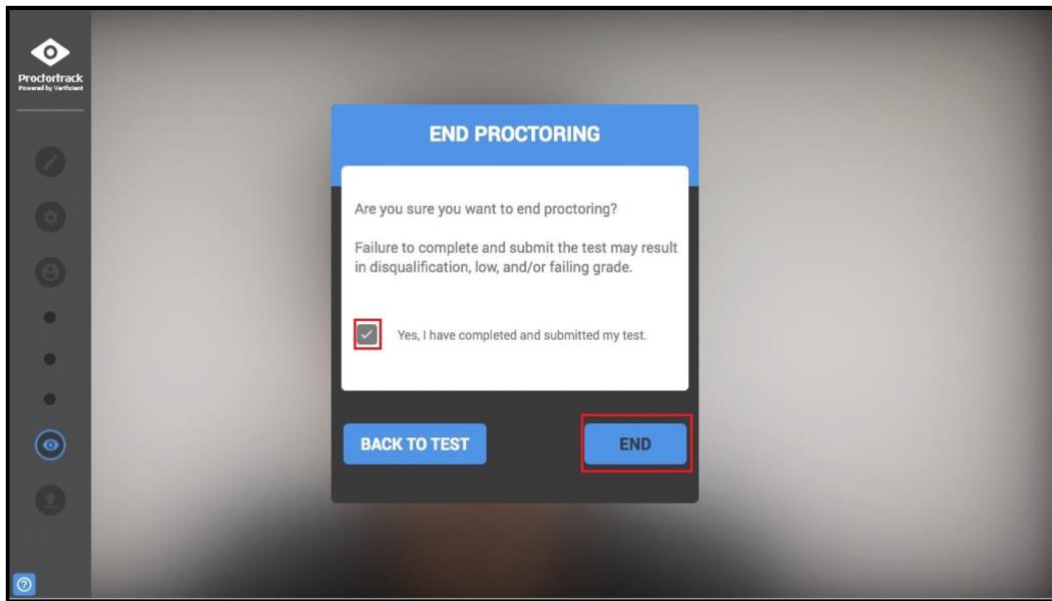 Proctortrack
Powered by Verificient
END PROCTORING
Are you sure you want to end proctoring?
Failure to complete and submit the test may result
in disqualification, low, and/or failing grade.
Yes, I have completed and submitted my test.
BACK TO TEST
END